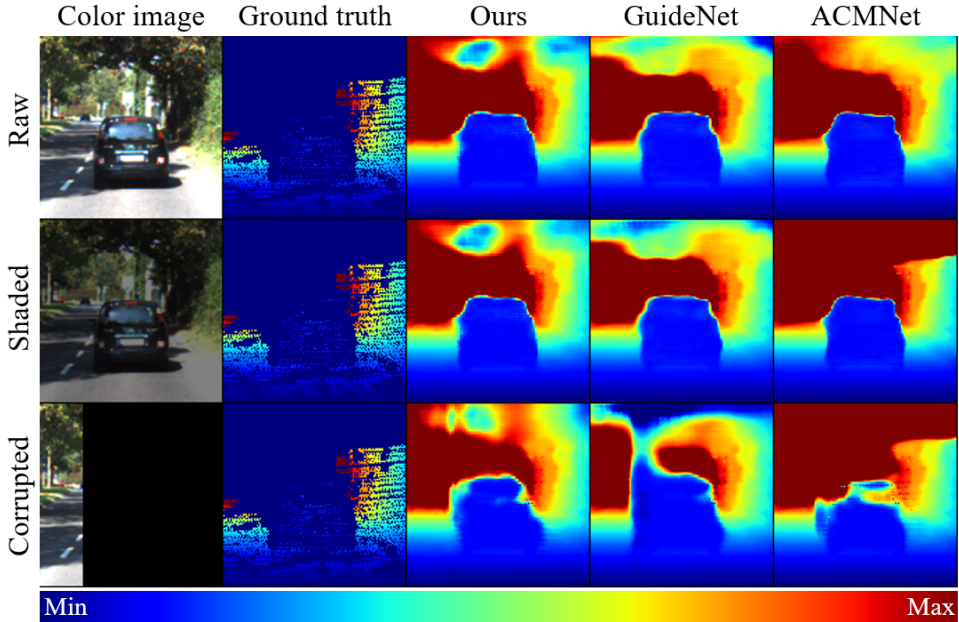 Color image Ground truth Ours GuideNet ACMNet
Raw
Shaded
Corrupted
Min Max